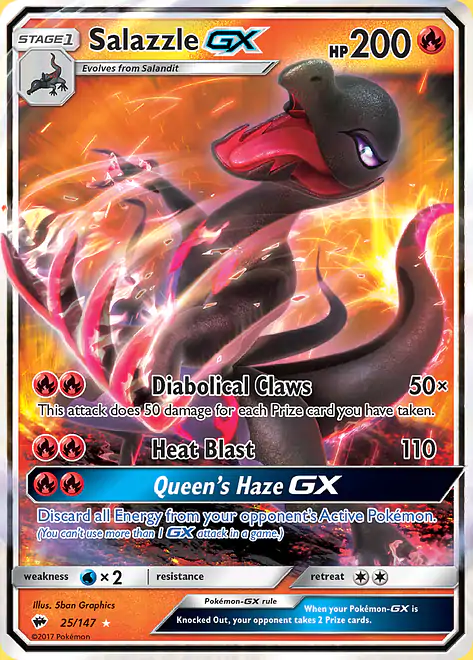 STAGE 1
Salazzle GX
HP 200
Evolves from Salandit
Diabolical Claws 50×
This attack does 50 damage for each Prize card you have taken.
Heat Blast 110
Queen's Haze GX
Discard all Energy from your opponent's Active Pokémon.
(You can't use more than 1 GX attack in a game.)
weakness × 2 resistance retreat
Illus. 5ban Graphics
25/147
©2017 Pokémon
Pokémon-GX rule
When your Pokémon-GX is
Knocked Out, your opponent takes 2 Prize cards.